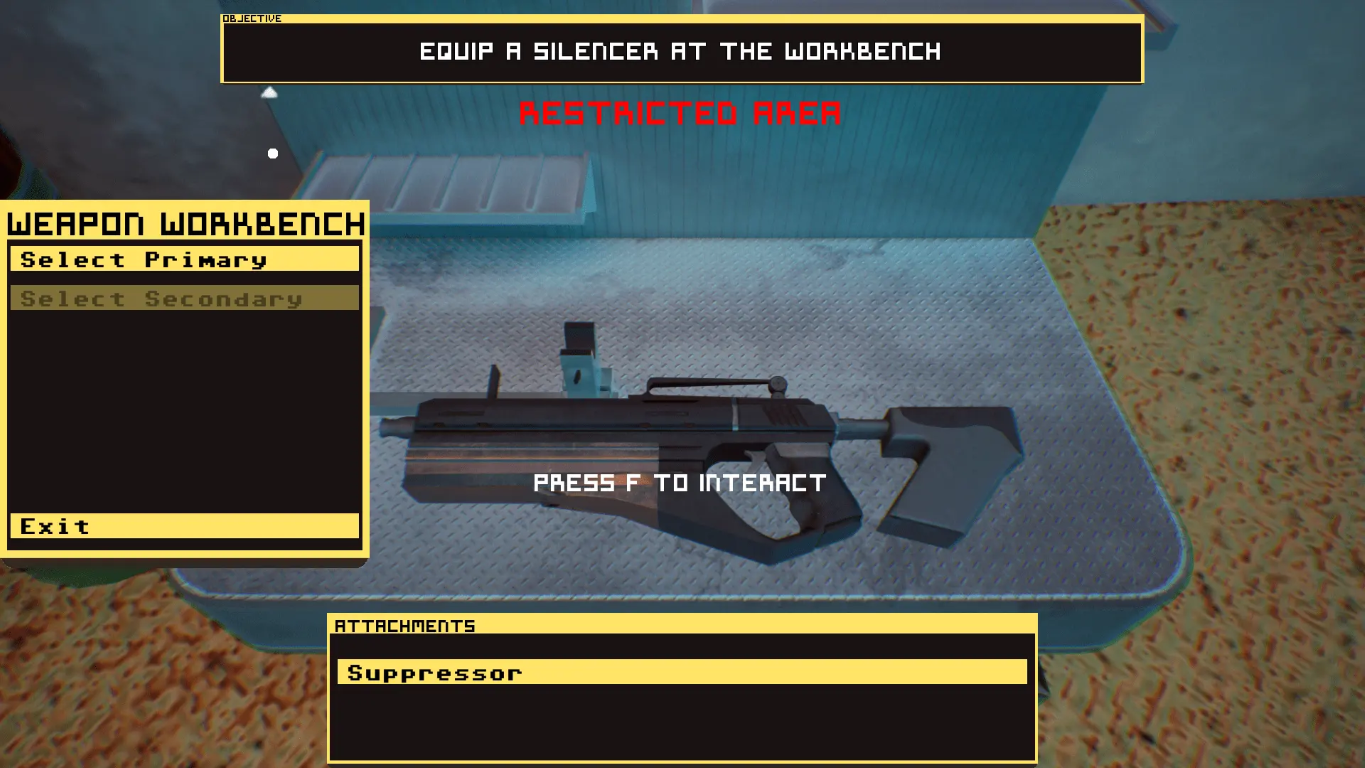 OBJECTIVE
EQUIP A SILENCER AT THE WORKBENCH
RESTRICTED AREA
WEAPON WORKBENCH
Select Primary
Select Secondary
Exit
PRESS F TO INTERACT
ATTACHMENTS
Suppressor